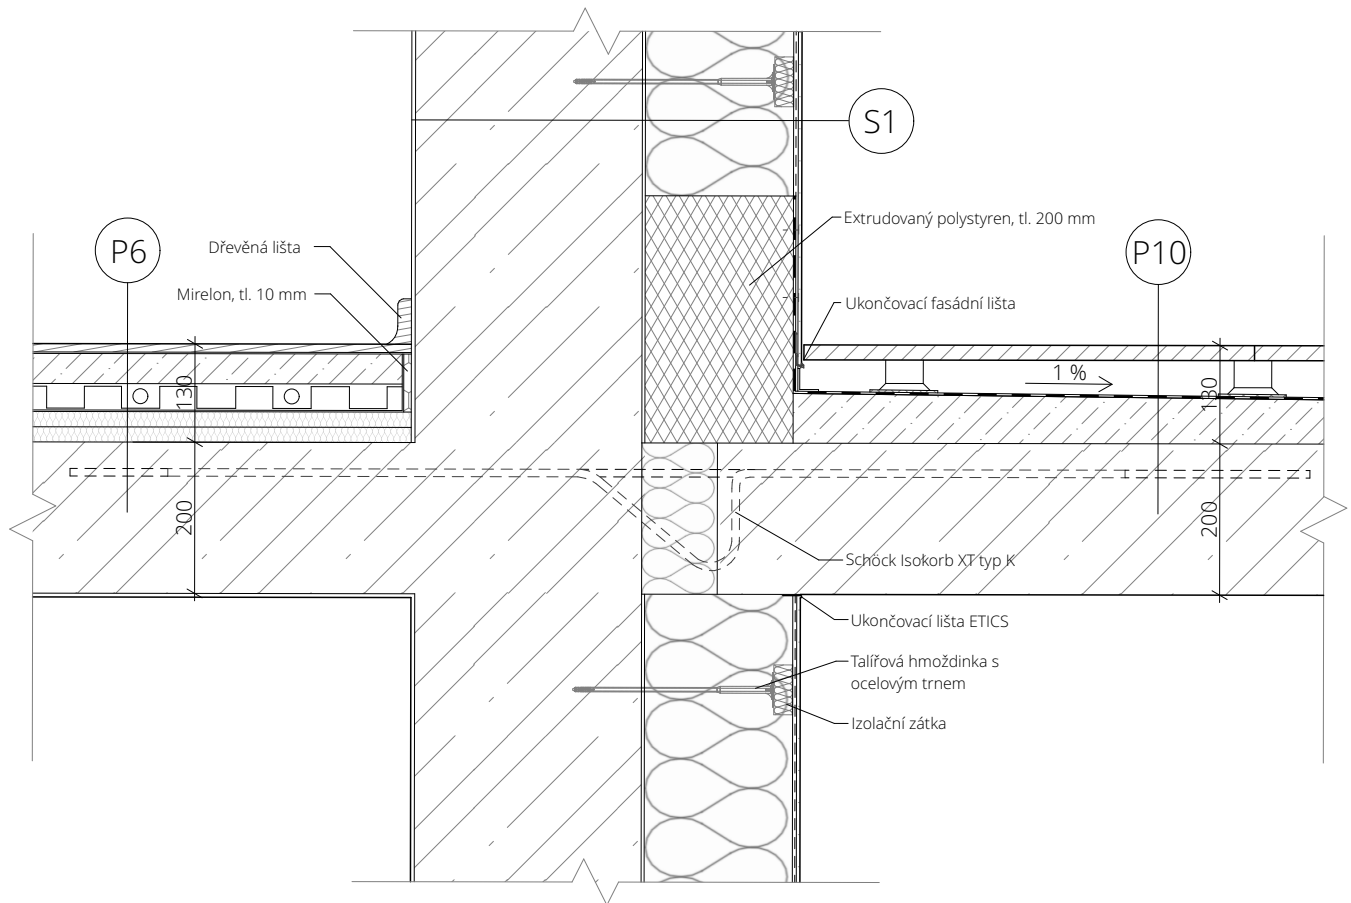 S1
Extrudovaný polystyren, tl. 200 mm
P6
Dřevěná lišta
P10
Mirelon, tl. 10 mm
Ukončovací fasádní lišta
1 %
130
130
200
200
Schöck Isokorb XT typ K
Ukončovací lišta ETICS
Talířová hmoždinka s
ocelovým trnem
Izolační zátka